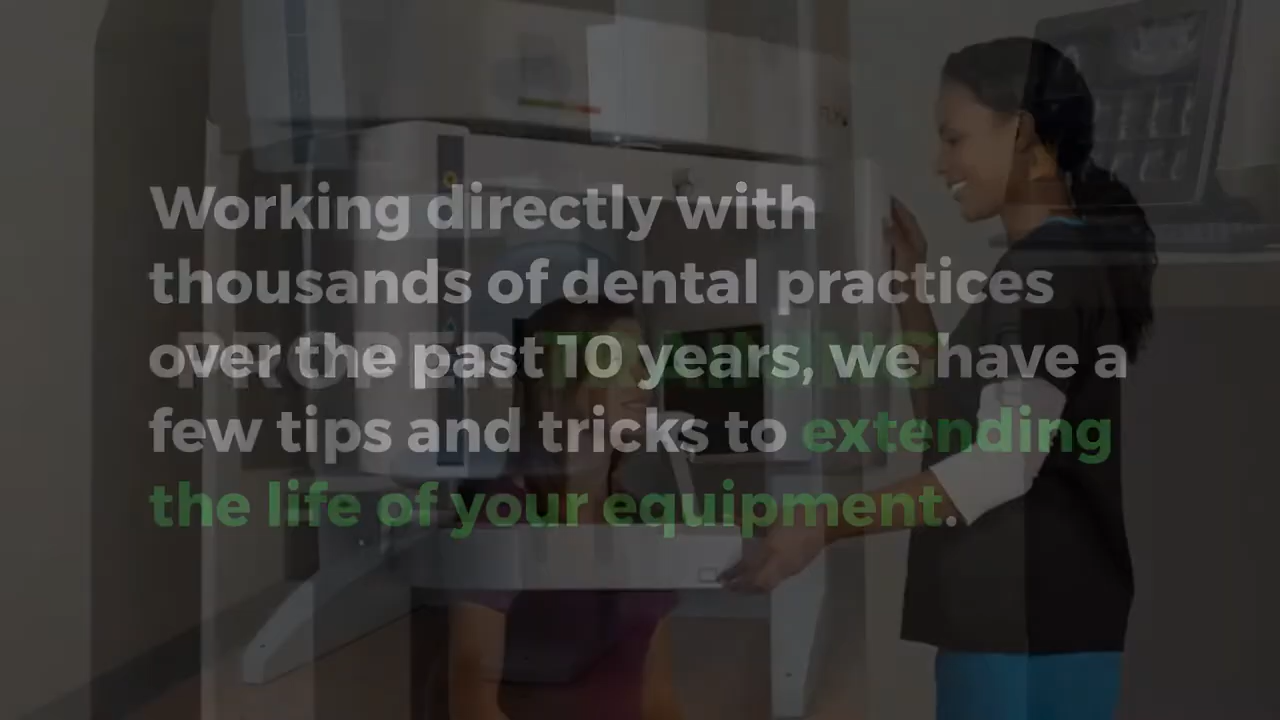 Working directly with
thousands of dental practices
over the past 10 years, we have a
few tips and tricks to extending
the life of your equipment.
PROPER